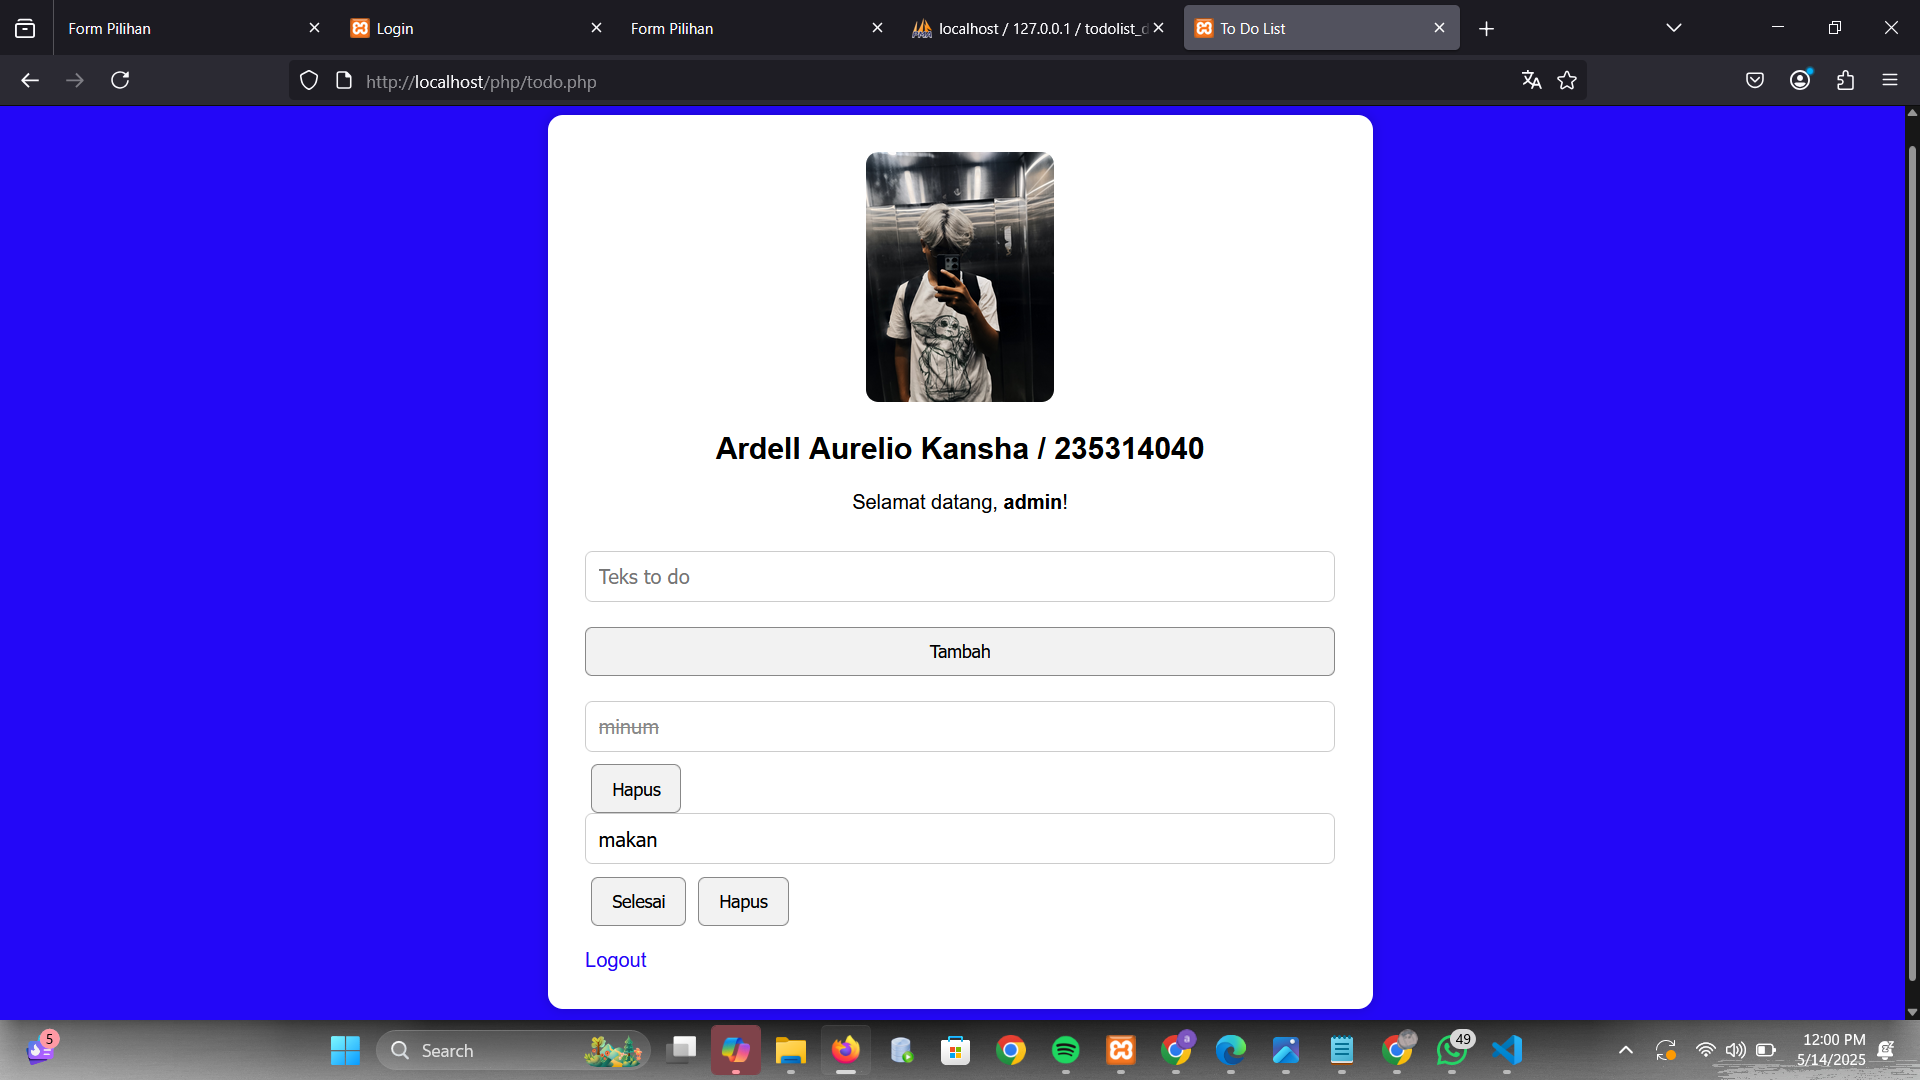 Form Pilihan
Login
Form Pilihan
localhost / 127.0.0.1 / todolist_d
To Do List
http://localhost/php/todo.php
Ardell Aurelio Kansha / 235314040
Selamat datang, admin!
Teks to do
Tambah
minum
Hapus
makan
Selesai Hapus
Logout
5
Search
a
49
12:00 PM
5/14/2025